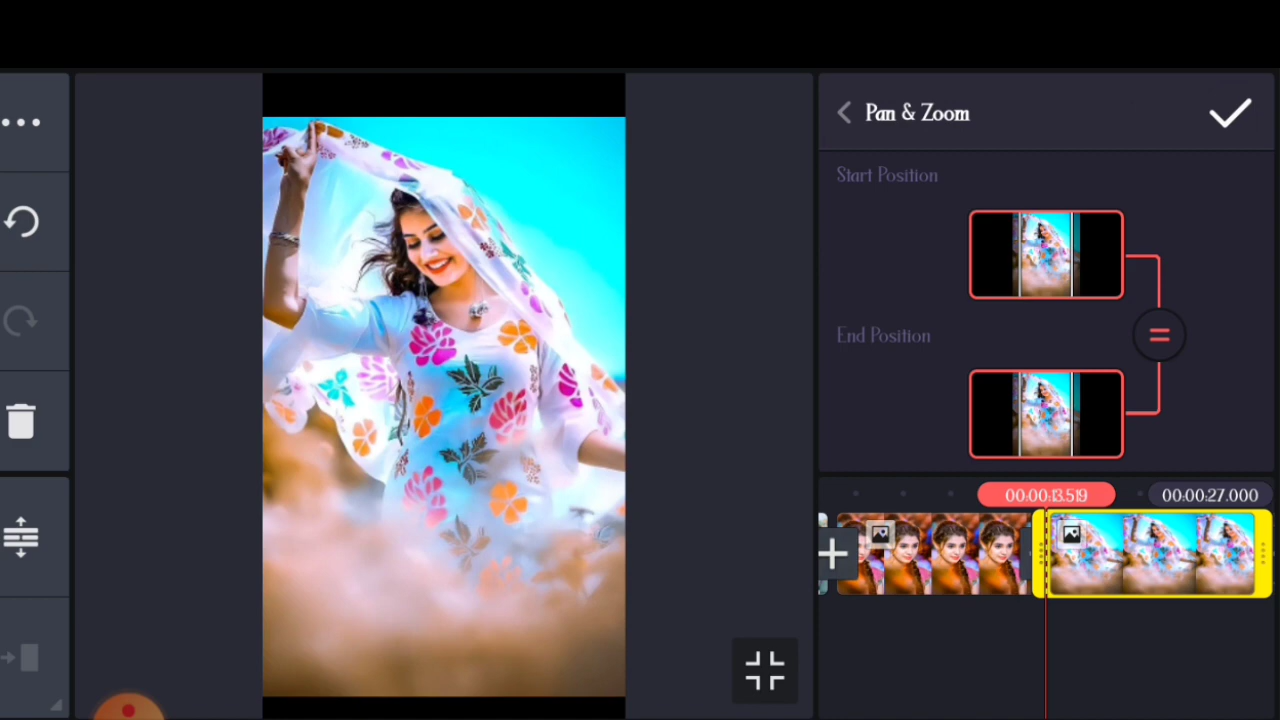 Pan & Zoom
Start Position
End Position
00:00:13.519
00:00:27.000